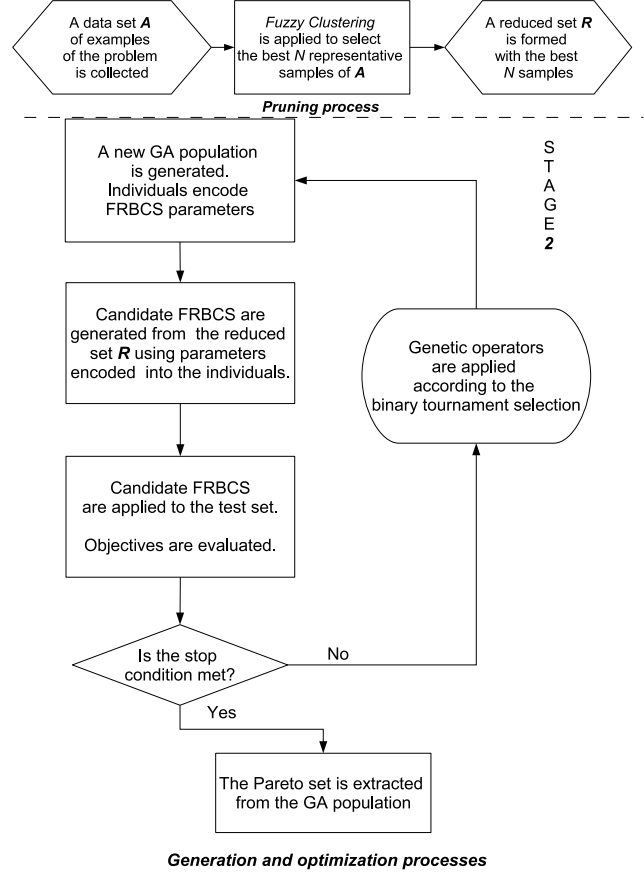 A data set A
of examples
of the problem
is collected
Fuzzy Clustering
is applied to select
the best N representative
samples of A
A reduced set R
is formed
with the best
N samples
Pruning process
A new GA population
is generated.
Individuals encode
FRBCS parameters
S
T
A
G
E
2
Candidate FRBCS are
generated from the reduced
set R using parameters
encoded into the individuals.
Genetic operators
are applied
according to the
binary tournament selection
Candidate FRBCS
are applied to the test set.
Objectives are evaluated.
Is the stop
condition met?
No
Yes
The Pareto set is extracted
from the GA population
Generation and optimization processes